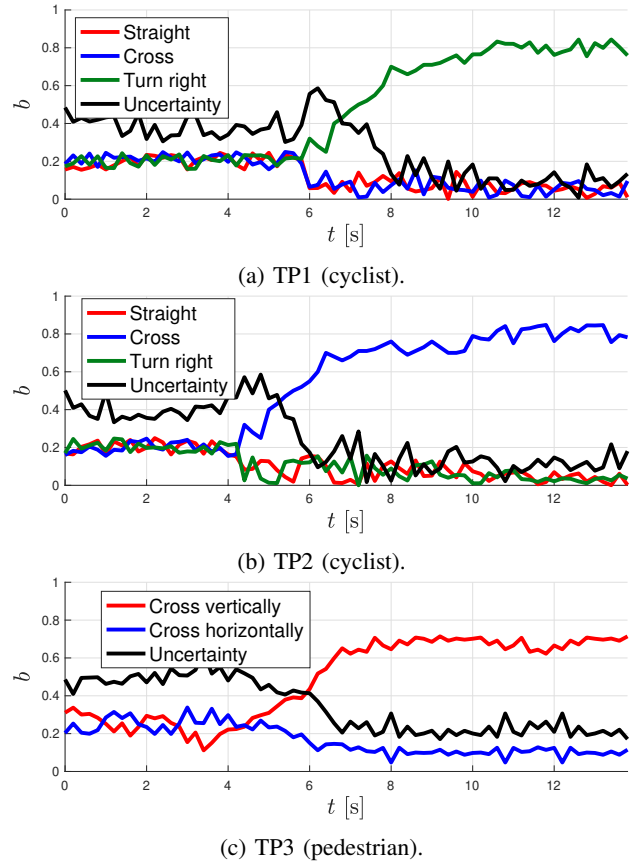 1
0.8
0.6
0.4
0.2
0
b
Straight
Cross
Turn right
Uncertainty
0 2 4 6 8 10 12
t [s]
(a) TP1 (cyclist).
1
0.8
0.6
0.4
0.2
0
b
Straight
Cross
Turn right
Uncertainty
0 2 4 6 8 10 12
t [s]
(b) TP2 (cyclist).
1
0.8
0.6
0.4
0.2
0
b
Cross vertically
Cross horizontally
Uncertainty
0 2 4 6 8 10 12
t [s]
(c) TP3 (pedestrian).